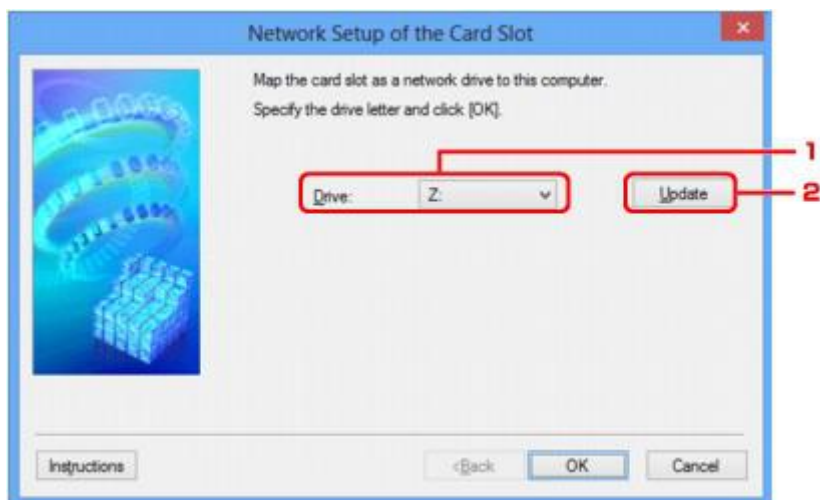 Network Setup of the Card Slot
Map the card slot as a network drive to this computer.
Specify the drive letter and click [OK].
1
Drive: Z: Update 2
Instructions <Back OK Cancel